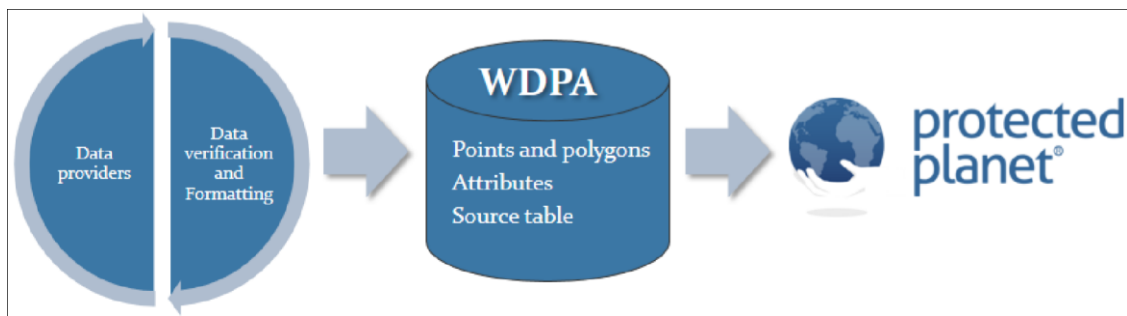 Data
providers
Data
verification
and
Formatting
WDPA
Points and polygons
Attributes
Source table
protected
planet®